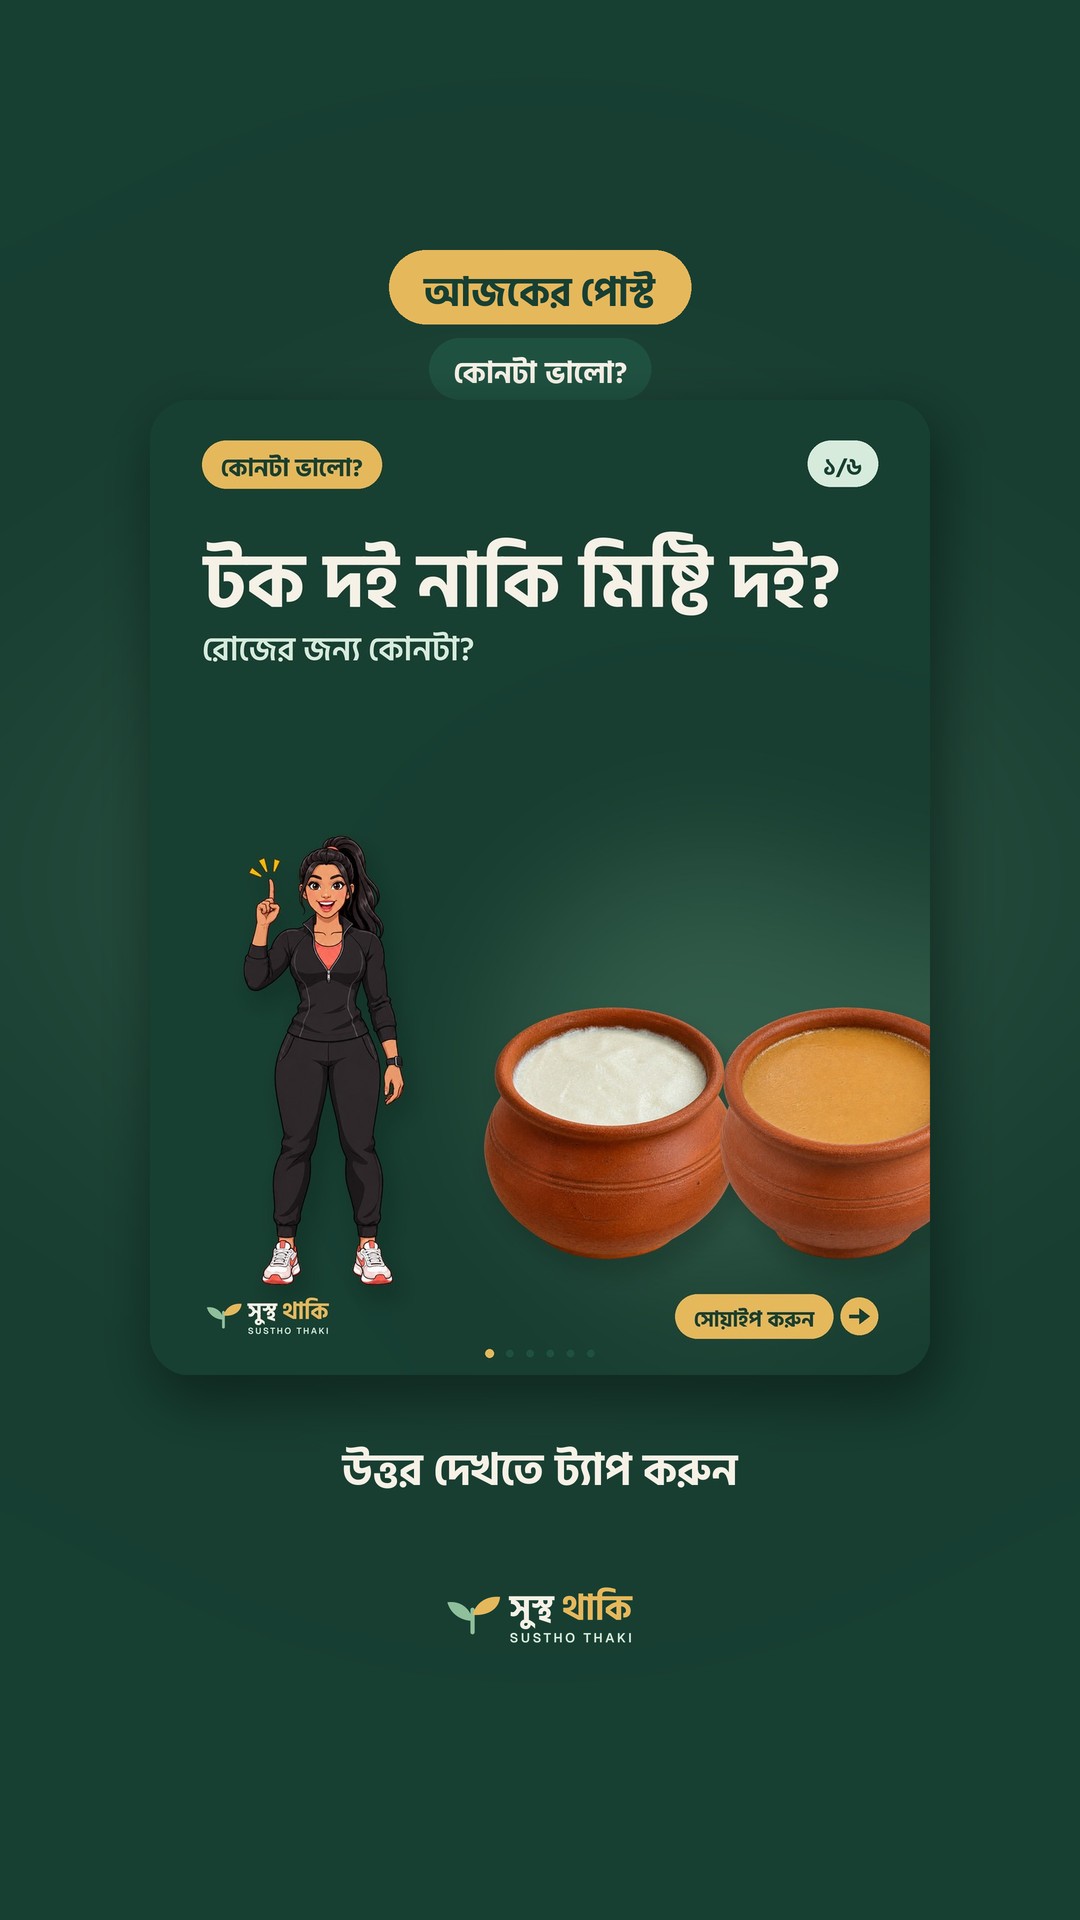 আজকের পোস্ট
কোনটা ভালো?
কোনটা ভালো?
১/৬
টক দই নাকি মিষ্টি দই?
রোজের জন্য কোনটা?
সুস্থ থাকি
SUSTHO THAKI
সোয়াইপ করুন
উত্তর দেখতে ট্যাপ করুন
সুস্থ থাকি
SUSTHO THAKI